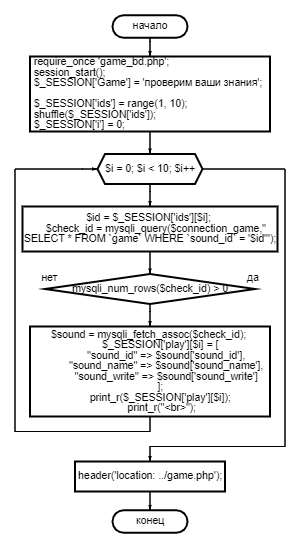 начало
require_once 'game_bd.php';
session_start();
$_SESSION['Game'] = 'проверим ваши знания';
$_SESSION['ids'] = range(1, 10);
shuffle($_SESSION['ids']);
$_SESSION['i'] = 0;
$i = 0; $i < 10; $i++
$id = $_SESSION['ids'][$i];
$check_id = mysqli_query($connection_game,"
SELECT * FROM `game` WHERE `sound_id` = '$id'");
нет
да
mysqli_num_rows($check_id) > 0
$sound = mysqli_fetch_assoc($check_id);
$_SESSION['play'][$i] = [
"sound_id" => $sound['sound_id'],
"sound_name" => $sound['sound_name'],
"sound_write" => $sound['sound_write']
];
print_r($_SESSION['play'][$i]);
print_r("<br>");
header('location: ../game.php');
конец